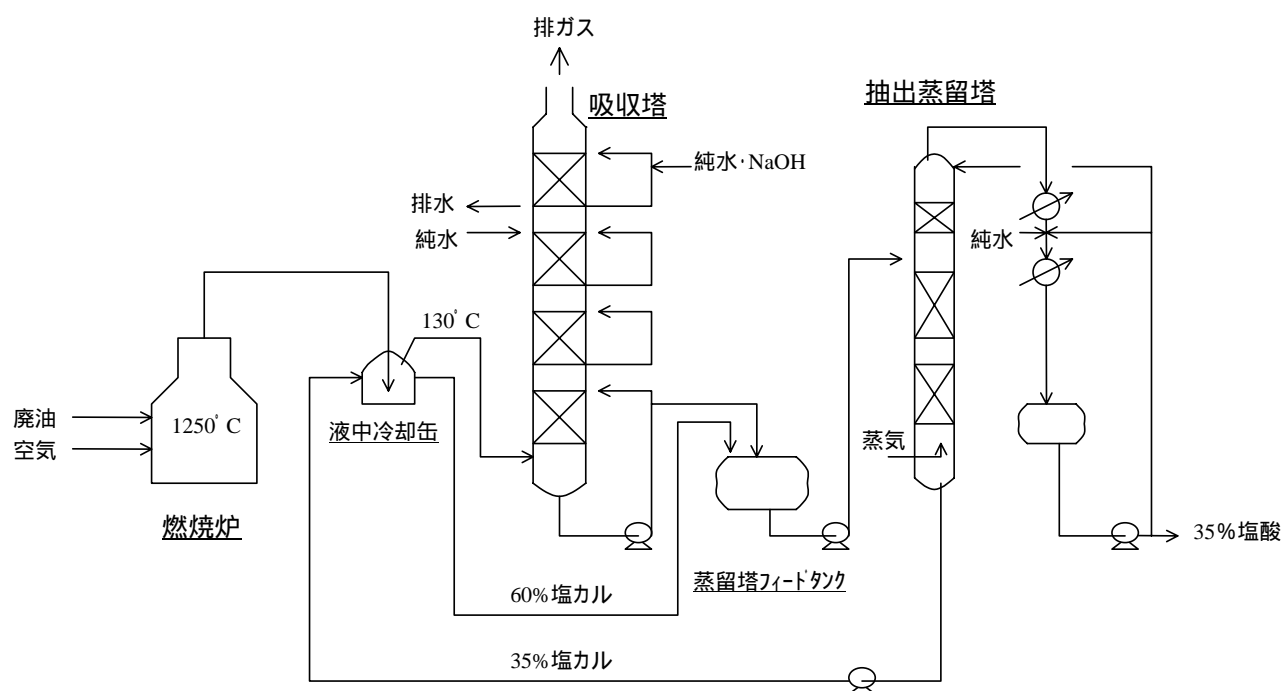 排ガス
吸収塔
抽出蒸留塔
純水･NaOH
排水
純水
純水
130ﾟC
廃油
1250ﾟC
空気
液中冷却缶
蒸気
燃焼炉
35%塩酸
蒸留塔ﾌｨｰﾄﾞﾀﾝｸ
60%塩カル
35%塩カル